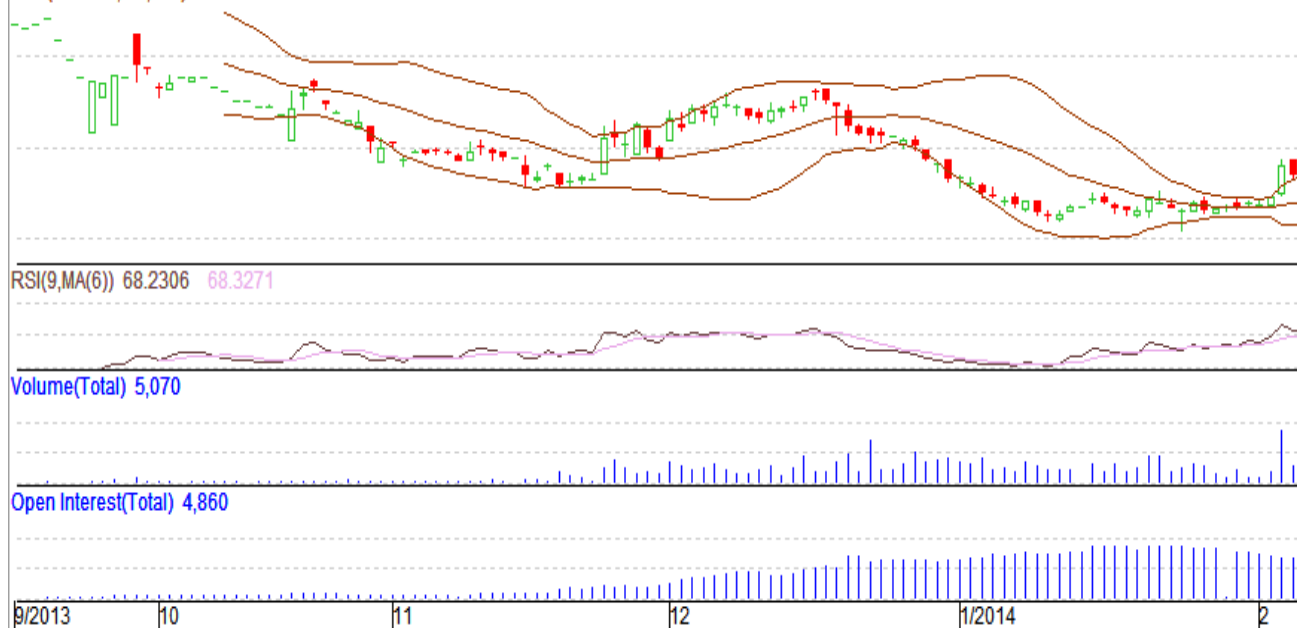 RSI(9,MA(6)) 68.2306 68.3271
Volume(Total) 5,070
Open Interest(Total) 4,860
9/2013 10 11 12 1/2014 2